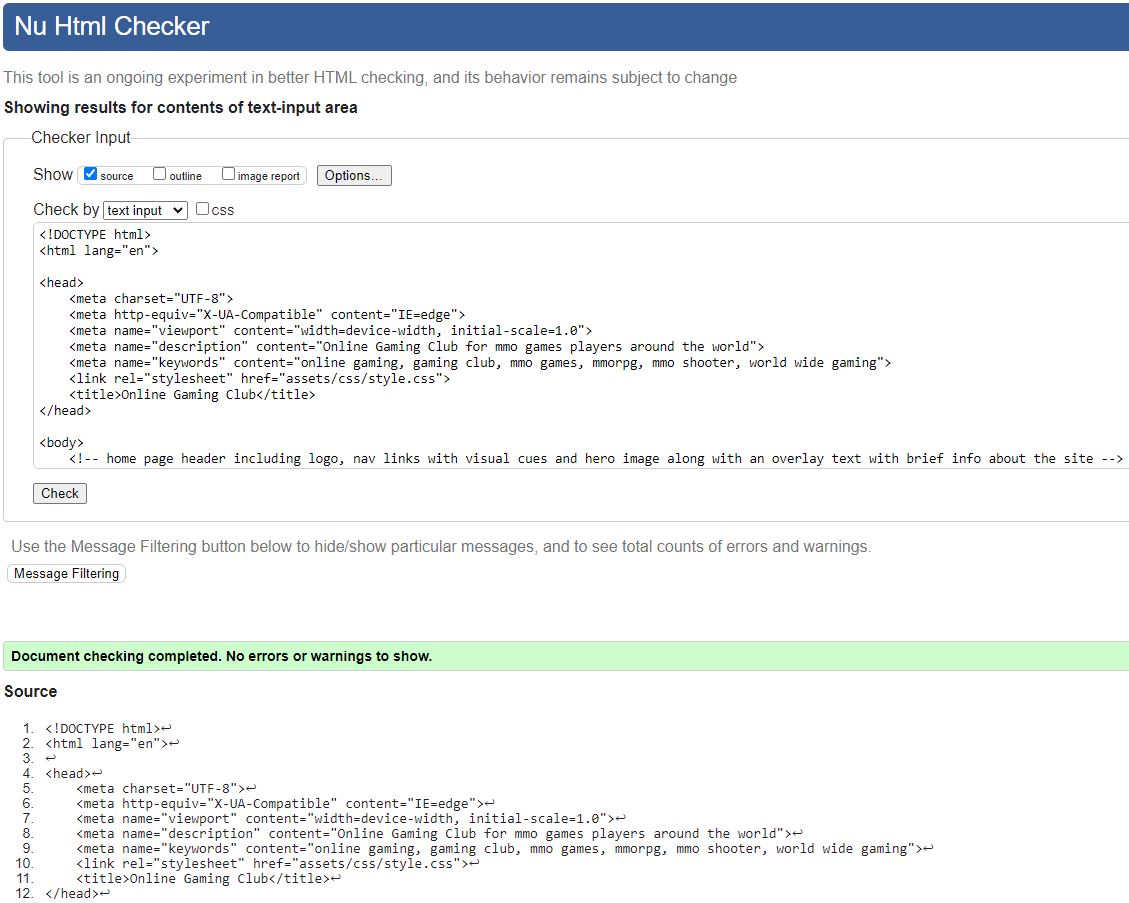 Nu Html Checker
This tool is an ongoing experiment in better HTML checking, and its behavior remains subject to change
Showing results for contents of text-input area
Checker Input
Show source outline image report Options...
Check by text input css
<!DOCTYPE html>
<html lang="en">
<head>
    <meta charset="UTF-8">
    <meta http-equiv="X-UA-Compatible" content="IE=edge">
    <meta name="viewport" content="width=device-width, initial-scale=1.0">
    <meta name="description" content="Online Gaming Club for mmo games players around the world">
    <meta name="keywords" content="online gaming, gaming club, mmo games, mmorpg, mmo shooter, world wide gaming">
    <link rel="stylesheet" href="assets/css/style.css">
    <title>Online Gaming Club</title>
</head>
<body>
    <!-- home page header including logo, nav links with visual cues and hero image along with an overlay text with brief info about the site -->
Check
Use the Message Filtering button below to hide/show particular messages, and to see total counts of errors and warnings.
Message Filtering
Document checking completed. No errors or warnings to show.
Source
1. <!DOCTYPE html>↩
2. <html lang="en">↩
3. ↩
4. <head>↩
5.     <meta charset="UTF-8">↩
6.     <meta http-equiv="X-UA-Compatible" content="IE=edge">↩
7.     <meta name="viewport" content="width=device-width, initial-scale=1.0">↩
8.     <meta name="description" content="Online Gaming Club for mmo games players around the world">↩
9.     <meta name="keywords" content="online gaming, gaming club, mmo games, mmorpg, mmo shooter, world wide gaming">↩
10.     <link rel="stylesheet" href="assets/css/style.css">↩
11.     <title>Online Gaming Club</title>↩
12. </head>↩